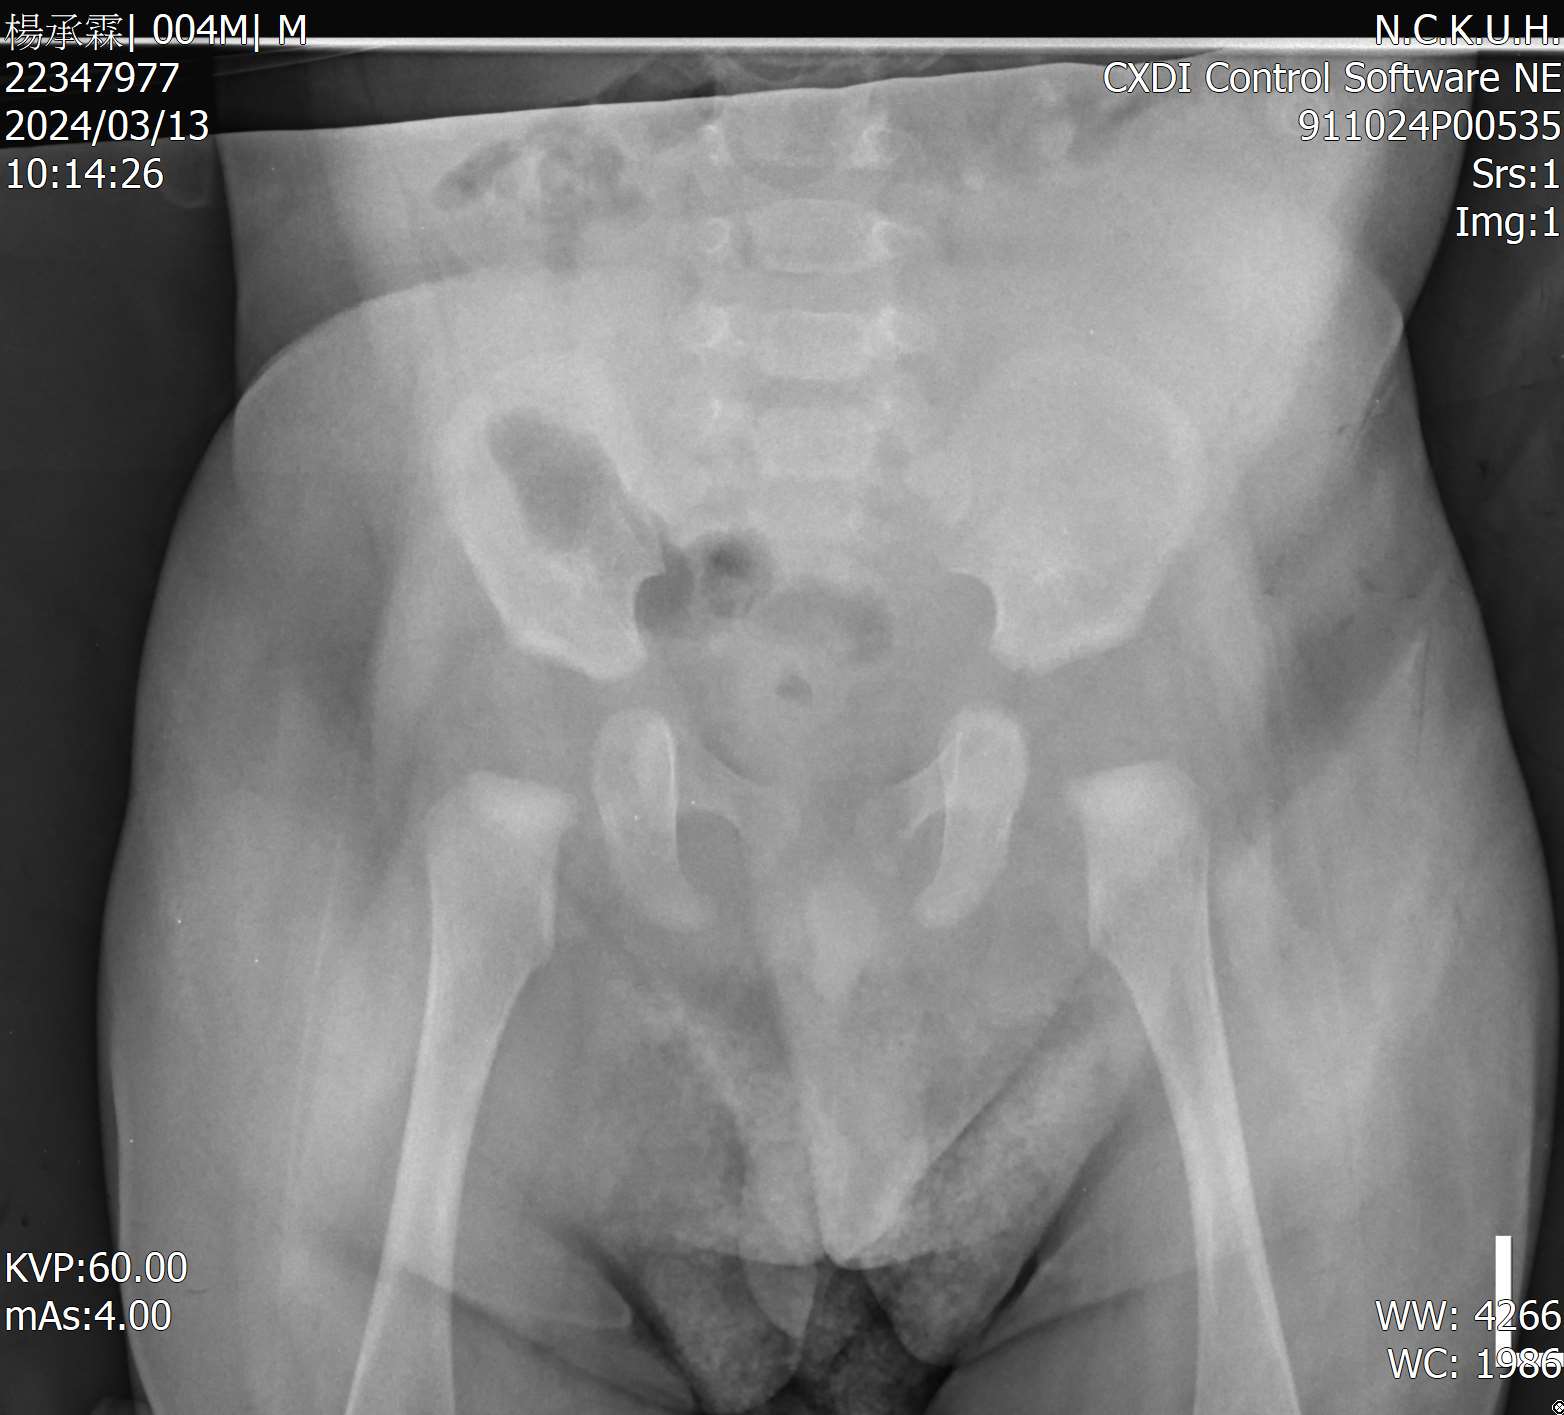 楊承霖| 004M| M
22347977
2024/03/13
10:14:26
N.C.K.U.H.
CXDI Control Software NE
911024P00535
Srs:1
Img:1
KVP:60.00
mAs:4.00
WW: 4266
WC: 1986